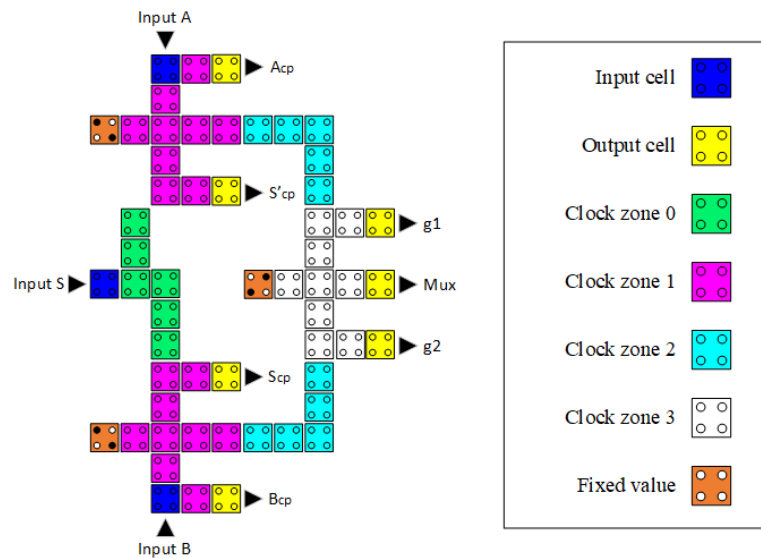 Input A
Acp
S'cp
g1
Input S
Mux
g2
Scp
Bcp
Input B
Input cell
Output cell
Clock zone 0
Clock zone 1
Clock zone 2
Clock zone 3
Fixed value